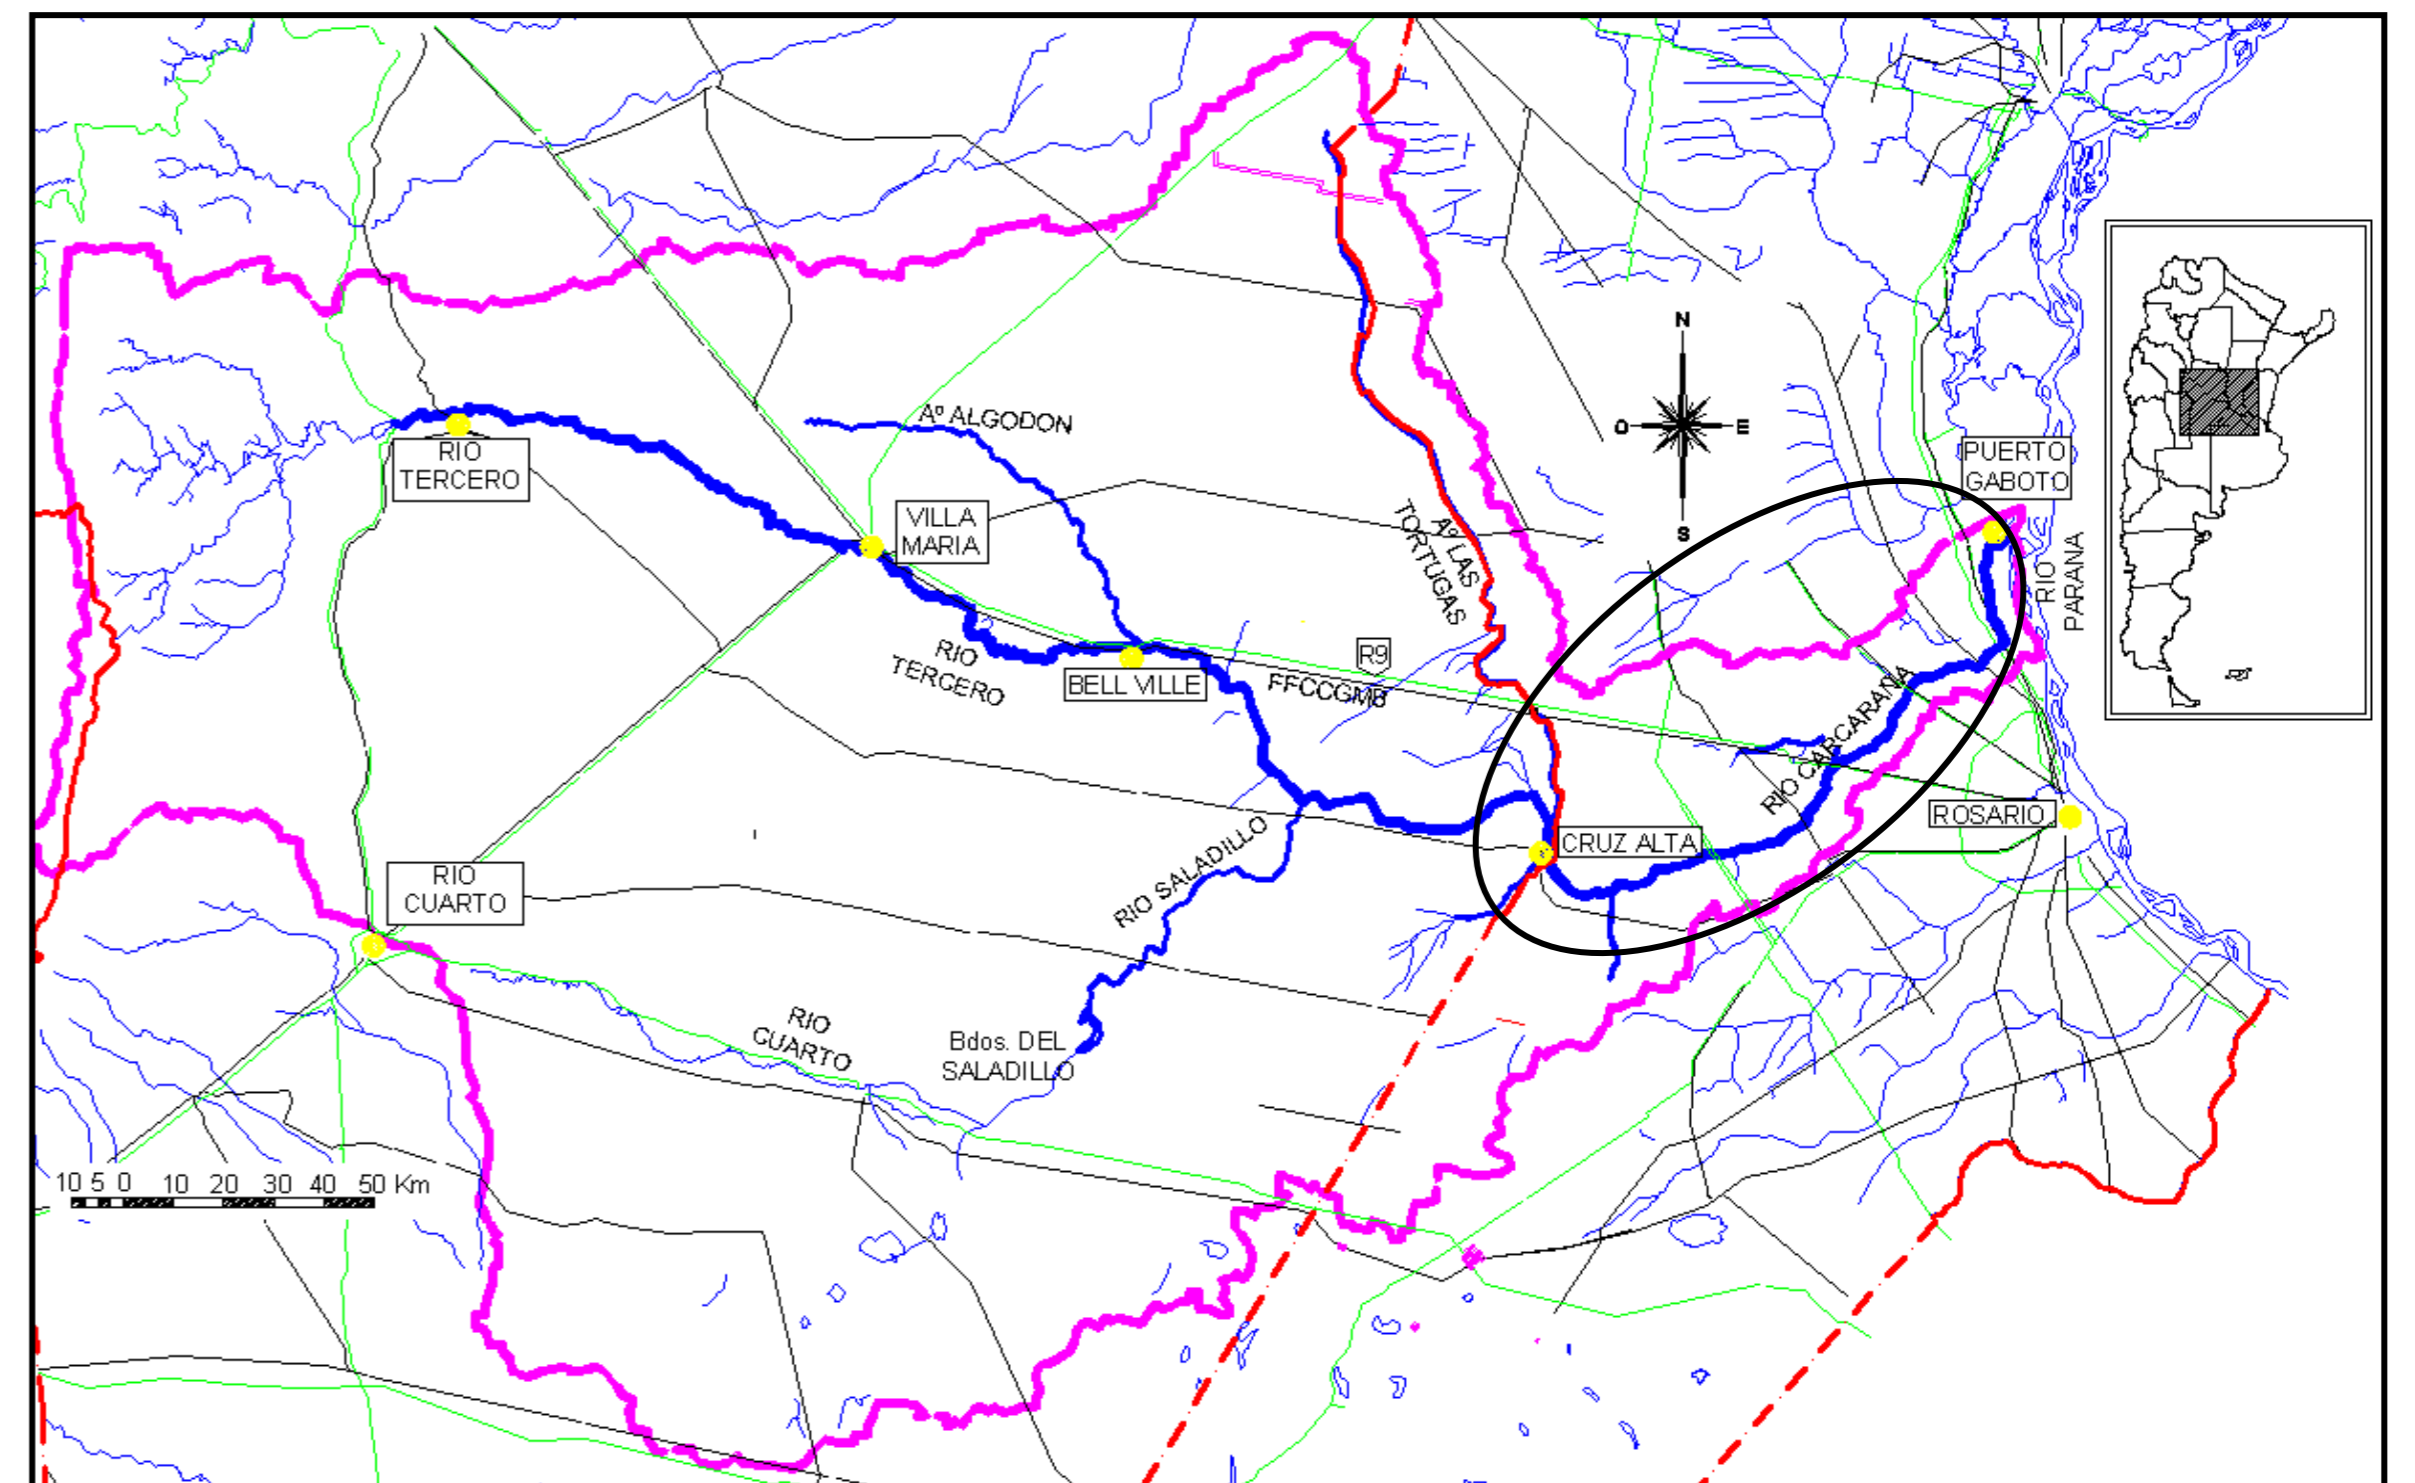 N
O
E
S
PUERTO
GABOTO
Aº ALGODON
RIO
TERCERO
VILLA
MARIA
Aº LAS
TORTUGAS
RIO
PARANA
RIO
TERCERO
BELL VILLE
R9
FFCCGMB
RIO CARCARAÑA
ROSARIO
CRUZ ALTA
RIO SALADILLO
RIO
CUARTO
RIO
CUARTO
Bdos. DEL
SALADILLO
10 5 0 10 20 30 40 50 Km